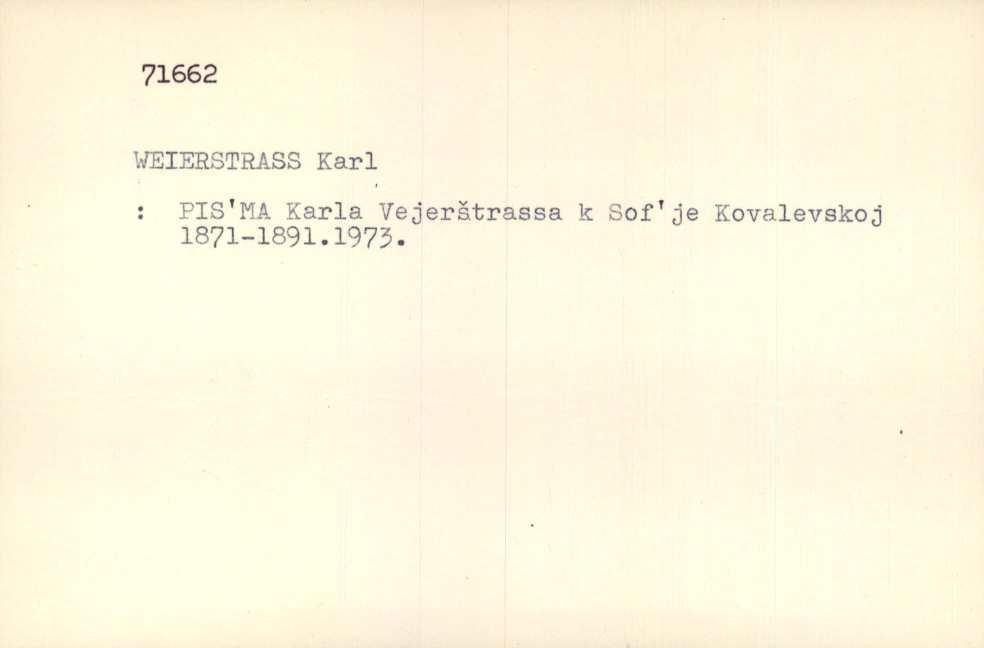 71662
WEIERSTRASS Karl
: PIS'MA Karla Vejerštrassa k Sof'je Kovalevskoj
1871-1891.1973.